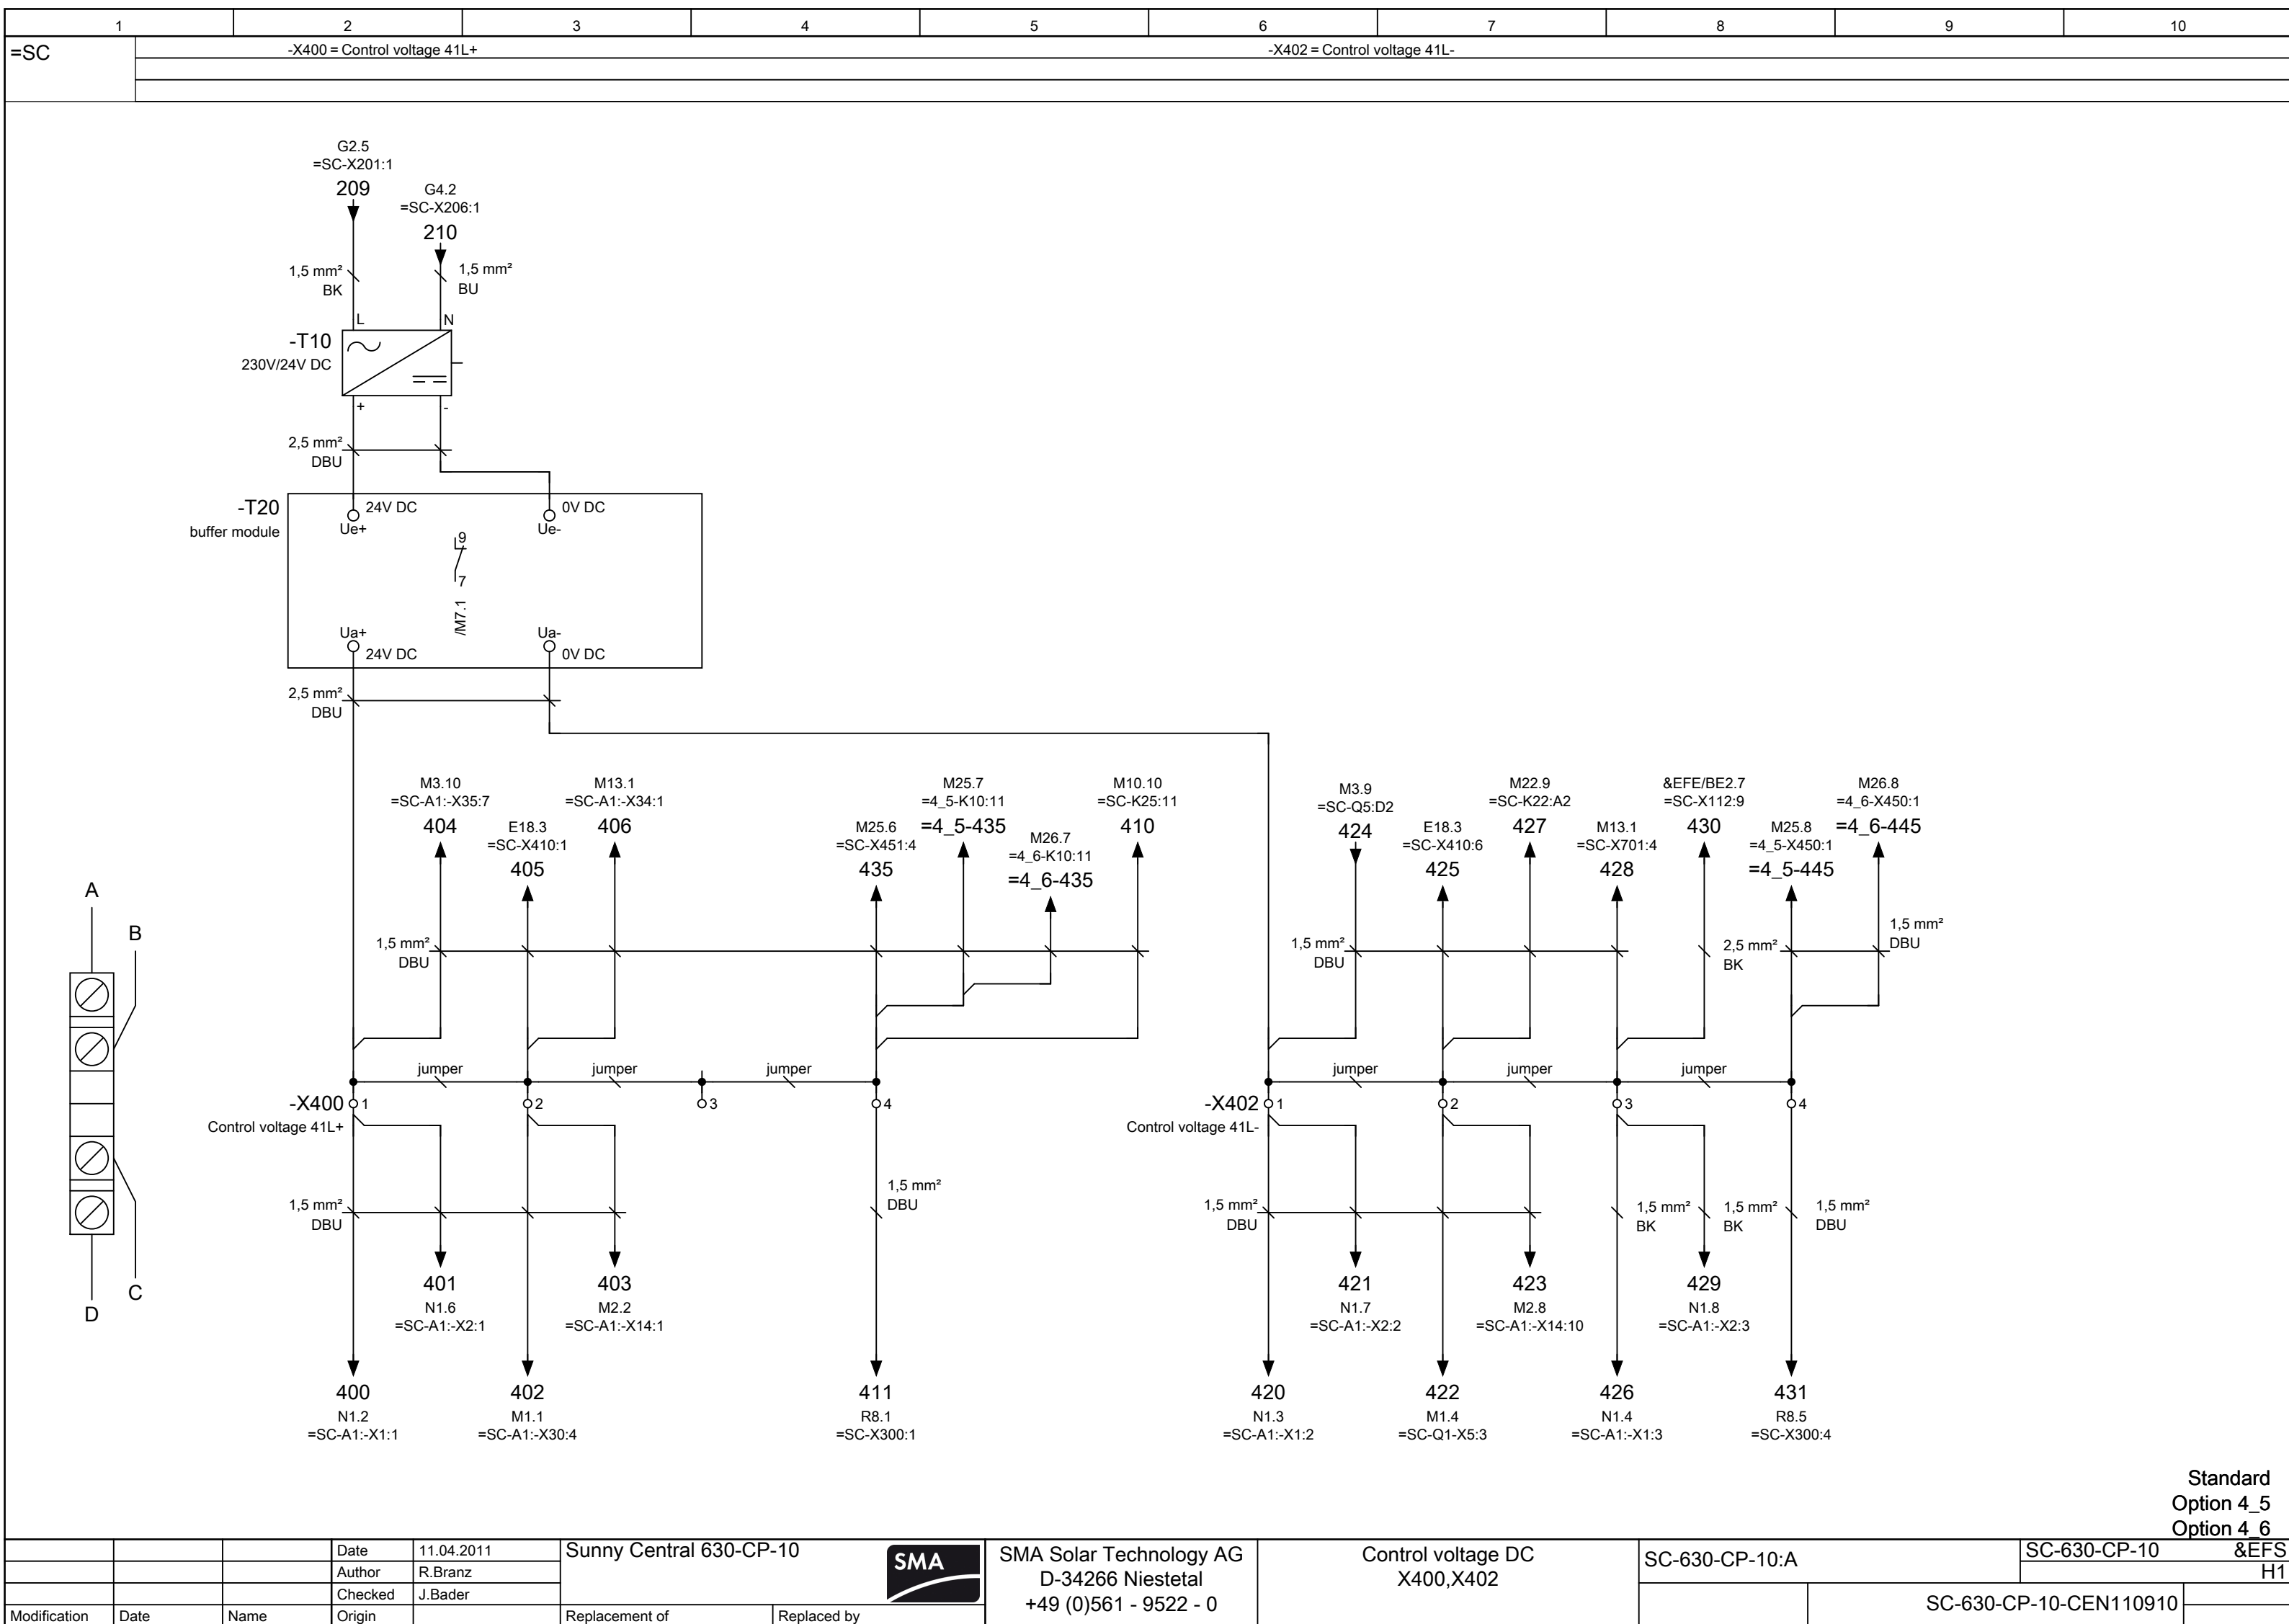 1 2 3 4 5 6 7 8 9 10
=SC
-X400 = Control voltage 41L+
-X402 = Control voltage 41L-
G2.5
=SC-X201:1
209
G4.2
=SC-X206:1
210
1,5 mm²
BK
1,5 mm²
BU
L
N
-T10
230V/24V DC
+
-
2,5 mm²
DBU
-T20
buffer module
24V DC
Ue+
0V DC
Ue-
9
7
/M7.1
Ua+
24V DC
Ua-
0V DC
2,5 mm²
DBU
M3.10
=SC-A1:-X35:7
404
E18.3
=SC-X410:1
405
M13.1
=SC-A1:-X34:1
406
M25.6
=SC-X451:4
435
M25.7
=4_5-K10:11
=4_5-435
M26.7
=4_6-K10:11
=4_6-435
M10.10
=SC-K25:11
410
M3.9
=SC-Q5:D2
424
E18.3
=SC-X410:6
425
M22.9
=SC-K22:A2
427
M13.1
=SC-X701:4
428
&EFE/BE2.7
=SC-X112:9
430
M25.8
=4_5-X450:1
=4_5-445
M26.8
=4_6-X450:1
=4_6-445
A
B
C
D
1,5 mm²
DBU
1,5 mm²
DBU
2,5 mm²
BK
1,5 mm²
DBU
jumper
jumper
jumper
jumper
jumper
jumper
-X400
1
2
3
4
Control voltage 41L+
-X402
1
2
3
4
Control voltage 41L-
1,5 mm²
DBU
1,5 mm²
DBU
1,5 mm²
DBU
1,5 mm²
BK
1,5 mm²
BK
1,5 mm²
DBU
401
N1.6
=SC-A1:-X2:1
403
M2.2
=SC-A1:-X14:1
421
N1.7
=SC-A1:-X2:2
423
M2.8
=SC-A1:-X14:10
429
N1.8
=SC-A1:-X2:3
400
N1.2
=SC-A1:-X1:1
402
M1.1
=SC-A1:-X30:4
411
R8.1
=SC-X300:1
420
N1.3
=SC-A1:-X1:2
422
M1.4
=SC-Q1-X5:3
426
N1.4
=SC-A1:-X1:3
431
R8.5
=SC-X300:4
Standard
Option 4_5
Option 4_6
Date 11.04.2011
Author R.Branz
Checked J.Bader
Modification Date Name Origin
Sunny Central 630-CP-10
SMA
Replacement of
Replaced by
SMA Solar Technology AG
D-34266 Niestetal
+49 (0)561 - 9522 - 0
Control voltage DC
X400,X402
SC-630-CP-10:A
SC-630-CP-10 &EFS
H1
SC-630-CP-10-CEN110910